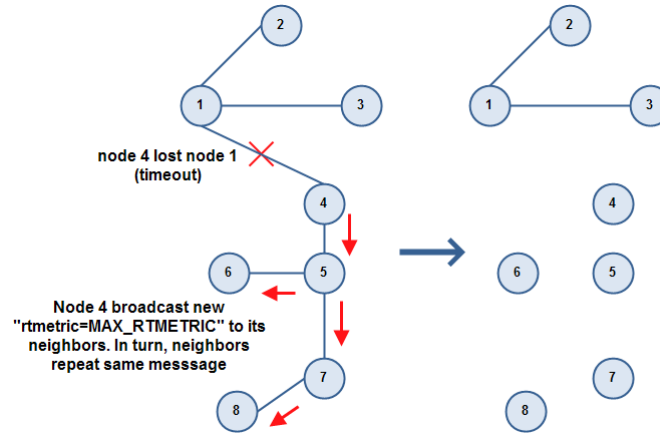 2
1
3
node 4 lost node 1
(timeout)
4
6
5
Node 4 broadcast new
"rtmetric=MAX_RTMETRIC" to its
neighbors. In turn, neighbors
repeat same messsage
7
8
2
1
3
4
6
5
7
8